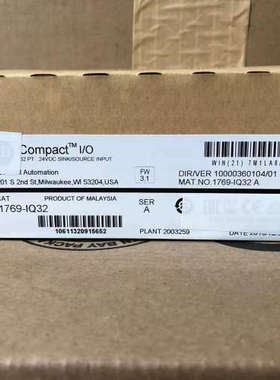 Compact™ I/O
32 PT 24VDC SINK/SOURCE INPUT
Automation
201 S 2nd St,Milwaukee,WI 53204,USA
FW
3.1
WIN(21)
DIR/VER 10000360104/01
MAT NO.1769-IQ32 A
CAT
1769-IQ32
PRODUCT OF MALAYSIA
SER
A
10611320915652
PLANT 2003259
DATE
BAY